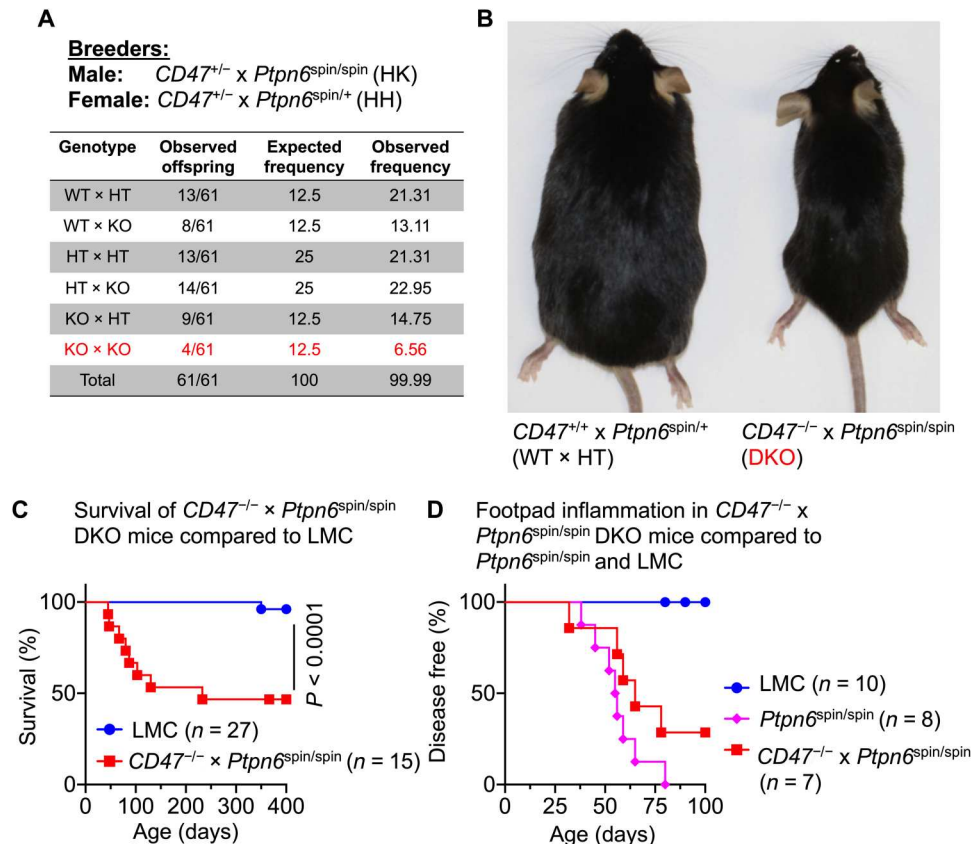 A
Breeders:
Male: CD47+/− x Ptpn6spin/spin (HK)
Female: CD47+/− x Ptpn6spin/+ (HH)
Genotype Observed offspring Expected frequency Observed frequency
WT × HT 13/61 12.5 21.31
WT × KO 8/61 12.5 13.11
HT × HT 13/61 25 21.31
HT × KO 14/61 25 22.95
KO × HT 9/61 12.5 14.75
KO × KO 4/61 12.5 6.56
Total 61/61 100 99.99
B
CD47+/+ x Ptpn6spin/+
(WT × HT)
CD47−/− x Ptpn6spin/spin
(DKO)
C
Survival of CD47−/− × Ptpn6spin/spin
DKO mice compared to LMC
Survival (%)
100
50
0
P < 0.0001
LMC (n = 27)
CD47−/− × Ptpn6spin/spin (n = 15)
0 100 200 300 400
Age (days)
D
Footpad inflammation in CD47−/− x
Ptpn6spin/spin DKO mice compared to
Ptpn6spin/spin and LMC
Disease free (%)
100
50
0
0 25 50 75 100
Age (days)
LMC (n = 10)
Ptpn6spin/spin (n = 8)
CD47−/− x Ptpn6spin/spin
(n = 7)